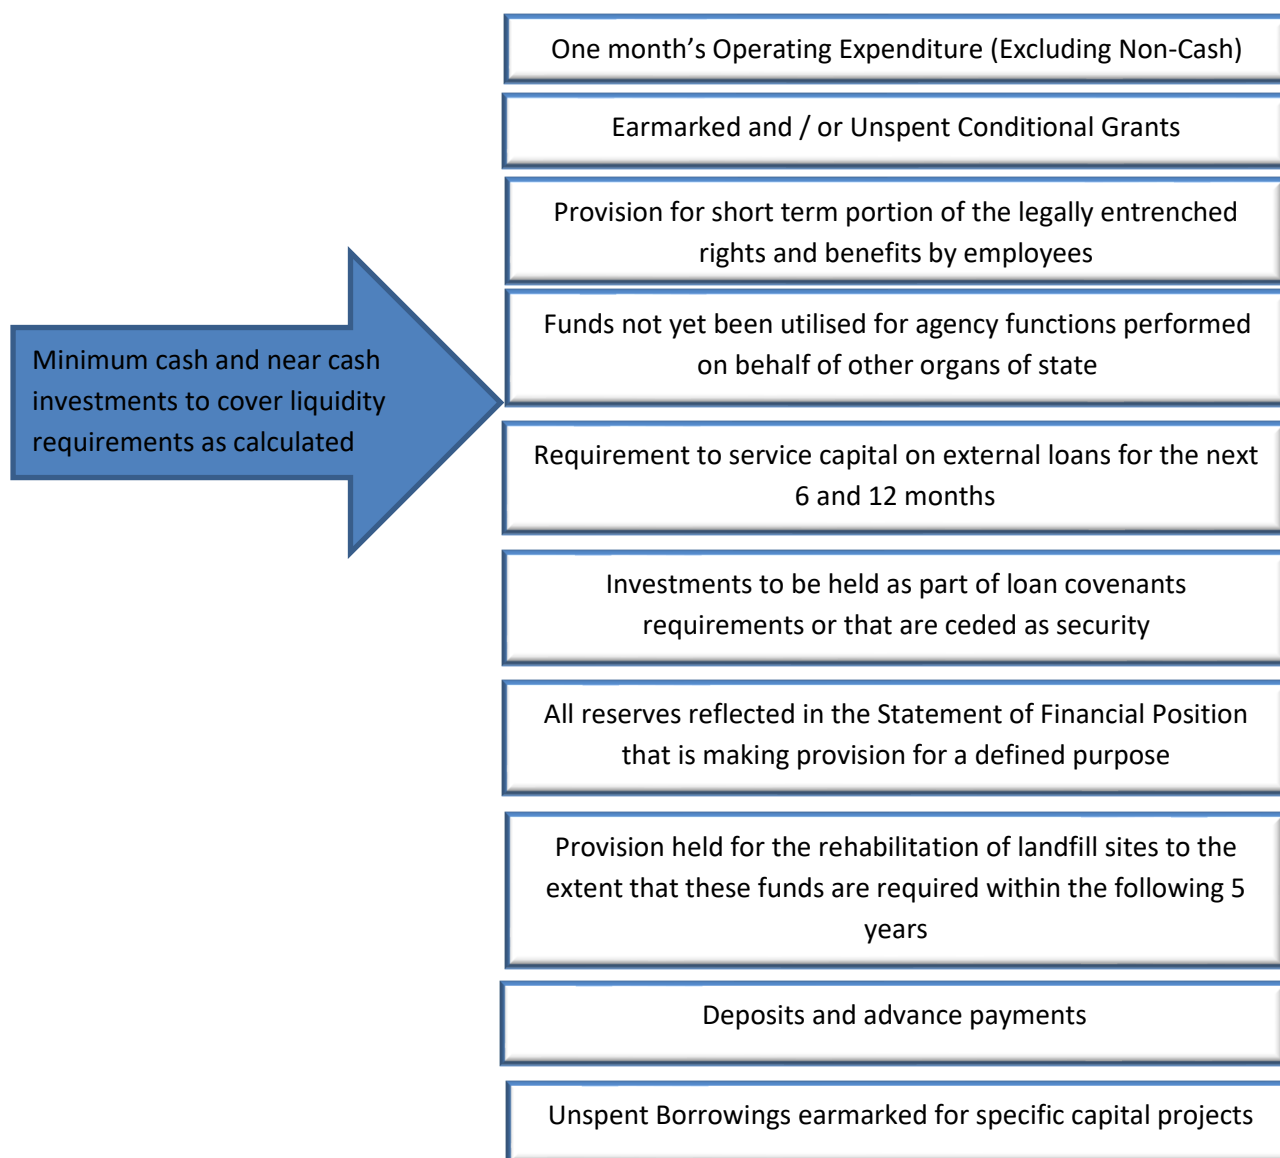 One month’s Operating Expenditure (Excluding Non-Cash)
Earmarked and / or Unspent Conditional Grants
Provision for short term portion of the legally entrenched
rights and benefits by employees
Funds not yet been utilised for agency functions performed
on behalf of other organs of state
Minimum cash and near cash
investments to cover liquidity
requirements as calculated
Requirement to service capital on external loans for the next
6 and 12 months
Investments to be held as part of loan covenants
requirements or that are ceded as security
All reserves reflected in the Statement of Financial Position
that is making provision for a defined purpose
Provision held for the rehabilitation of landfill sites to the
extent that these funds are required within the following 5
years
Deposits and advance payments
Unspent Borrowings earmarked for specific capital projects